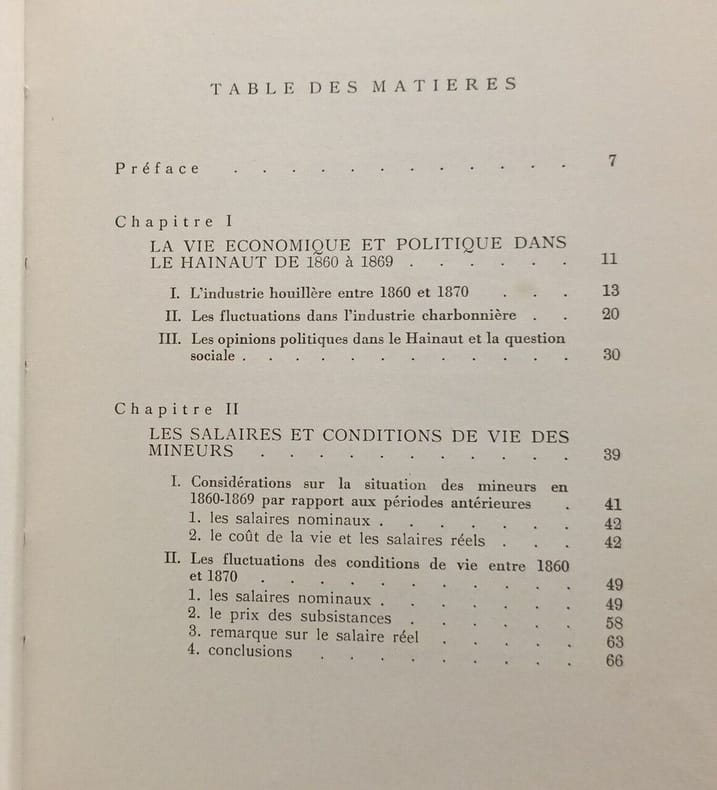 TABLE DES MATIERES
Préface . . . . . . . . . . . . 7
Chapitre I
LA VIE ECONOMIQUE ET POLITIQUE DANS
LE HAINAUT DE 1860 à 1869 . . . . . . 11
I. L'industrie houillère entre 1860 et 1870 . . . 13
II. Les fluctuations dans l'industrie charbonnière . . 20
III. Les opinions politiques dans le Hainaut et la question
sociale . . . . . . . . . . . . . 30
Chapitre II
LES SALAIRES ET CONDITIONS DE VIE DES
MINEURS . . . . . . . . . . . 39
I. Considérations sur la situation des mineurs en
1860-1869 par rapport aux périodes antérieures . 41
1. les salaires nominaux . . . . . . . 42
2. le coût de la vie et les salaires réels . . . 42
II. Les fluctuations des conditions de vie entre 1860
et 1870 . . . . . . . . . . . 49
1. les salaires nominaux . . . . . . . 49
2. le prix des subsistances . . . . . . 58
3. remarque sur le salaire réel . . . . . 63
4. conclusions . . . . . . . . . 66